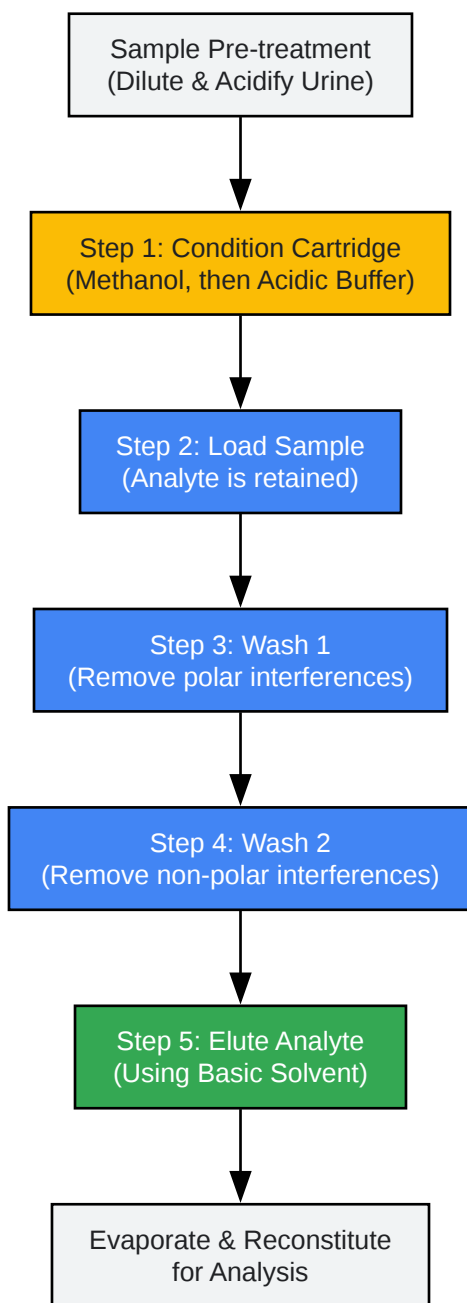 Sample Pre-treatment
(Dilute & Acidify Urine)
Step 1: Condition Cartridge
(Methanol, then Acidic Buffer)
Step 2: Load Sample
(Analyte is retained)
Step 3: Wash 1
(Remove polar interferences)
Step 4: Wash 2
(Remove non-polar interferences)
Step 5: Elute Analyte
(Using Basic Solvent)
Evaporate & Reconstitute
for Analysis